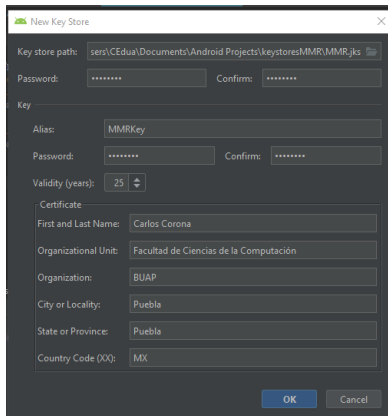 New Key Store
Key store path: sers\CEdua\Documents\Android Projects\keystoresMMR\MMR.jks
Password: •••••••• Confirm: ••••••••
Key
Alias: MMRKey
Password: •••••••• Confirm: ••••••••
Validity (years): 25
Certificate
First and Last Name: Carlos Corona
Organizational Unit: Facultad de Ciencias de la Computación
Organization: BUAP
City or Locality: Puebla
State or Province: Puebla
Country Code (XX): MX
OK Cancel